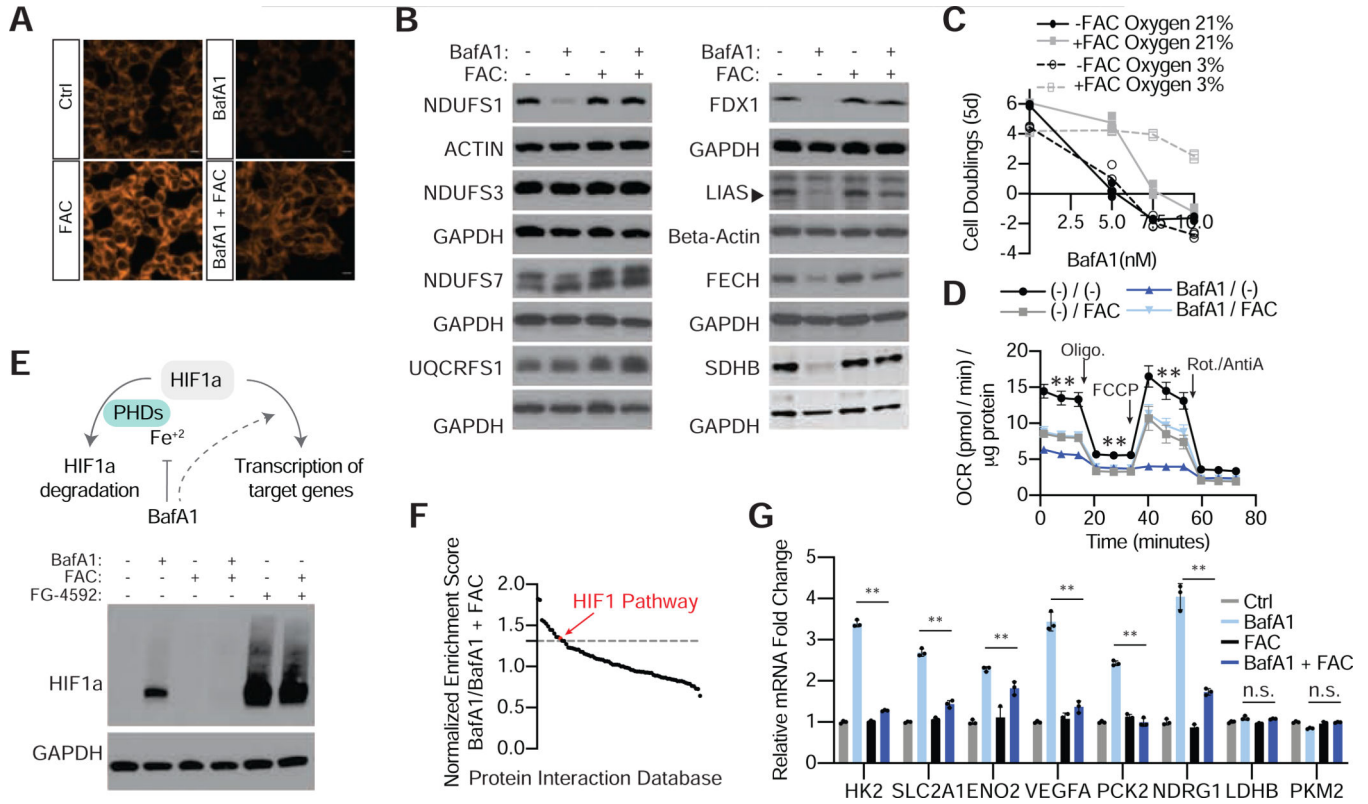 A
Ctrl
BafA1
FAC
BafA1 + FAC
B
BafA1: - + - +
FAC: - - + +
NDUFS1
ACTIN
NDUFS3
GAPDH
NDUFS7
GAPDH
UQCRFS1
GAPDH
BafA1: - + - +
FAC: - - + +
FDX1
GAPDH
LIAS
Beta-Actin
FECH
GAPDH
SDHB
GAPDH
C
-FAC Oxygen 21%
+FAC Oxygen 21%
-FAC Oxygen 3%
+FAC Oxygen 3%
Cell Doublings (5d)
6
4
2
0
-2
-4
2.5 5.0 7.5 10.0
BafA1(nM)
D
(-) / (-)
(-) / FAC
BafA1 / (-)
BafA1 / FAC
OCR (pmol / min) /
µg protein
20
15
10
5
0
Oligo.
FCCP
Rot./AntiA
**
**
**
0 20 40 60 80
Time (minutes)
E
HIF1a
PHDs
Fe+2
HIF1a
degradation
Transcription of
target genes
BafA1
BafA1: - + - + - -
FAC: - - + + - +
FG-4592: - - - - + +
HIF1a
GAPDH
F
Normalized Enrichment Score
BafA1/BafA1 + FAC
2.0
1.5
1.0
0.5
0.0
HIF1 Pathway
Protein Interaction Database
G
Relative mRNA Fold Change
5
4
3
2
1
0
**
**
**
**
**
**
n.s.
n.s.
Ctrl
BafA1
FAC
BafA1 + FAC
HK2 SLC2A1 ENO2 VEGFA PCK2 NDRG1 LDHB PKM2